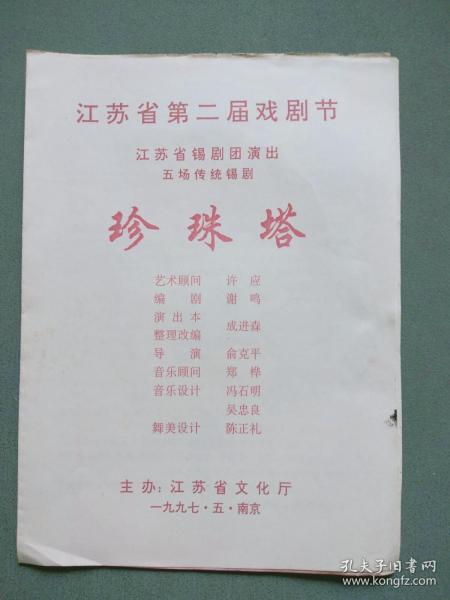 江苏省第二届戏剧节
江苏省锡剧团演出
五场传统锡剧
珍珠塔
艺术顾问 许应
编剧 谢鸣
演出本
整理改编 成进森
导演 俞克平
音乐顾问 郑桦
音乐设计 冯石明
吴忠良
舞美设计 陈正礼
主办：江苏省文化厅
一九九七·五·南京
孔夫子旧书网
www.kongfz.com